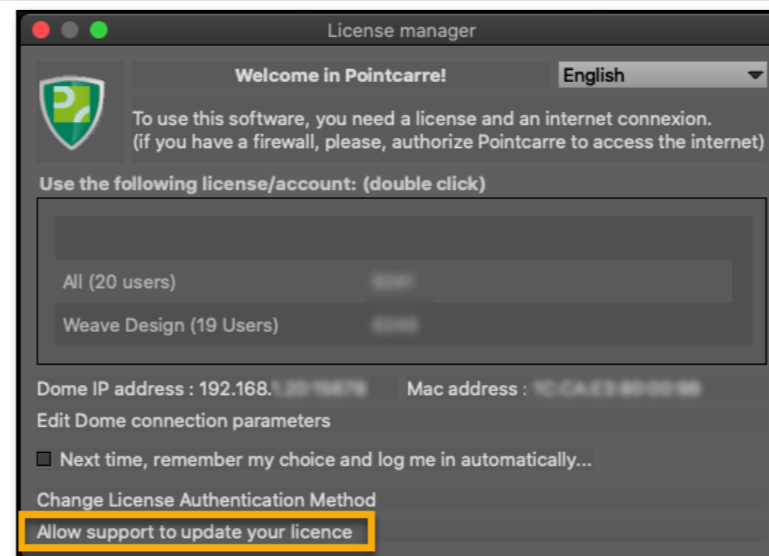 License manager
Welcome in Pointcarre!
English
To use this software, you need a license and an internet connexion.
(if you have a firewall, please, authorize Pointcarre to access the internet)
Use the following license/account: (double click)
All (20 users)
Weave Design (19 Users)
Dome IP address : 192.168. Mac address :
Edit Dome connection parameters
Next time, remember my choice and log me in automatically...
Change License Authentication Method
Allow support to update your licence